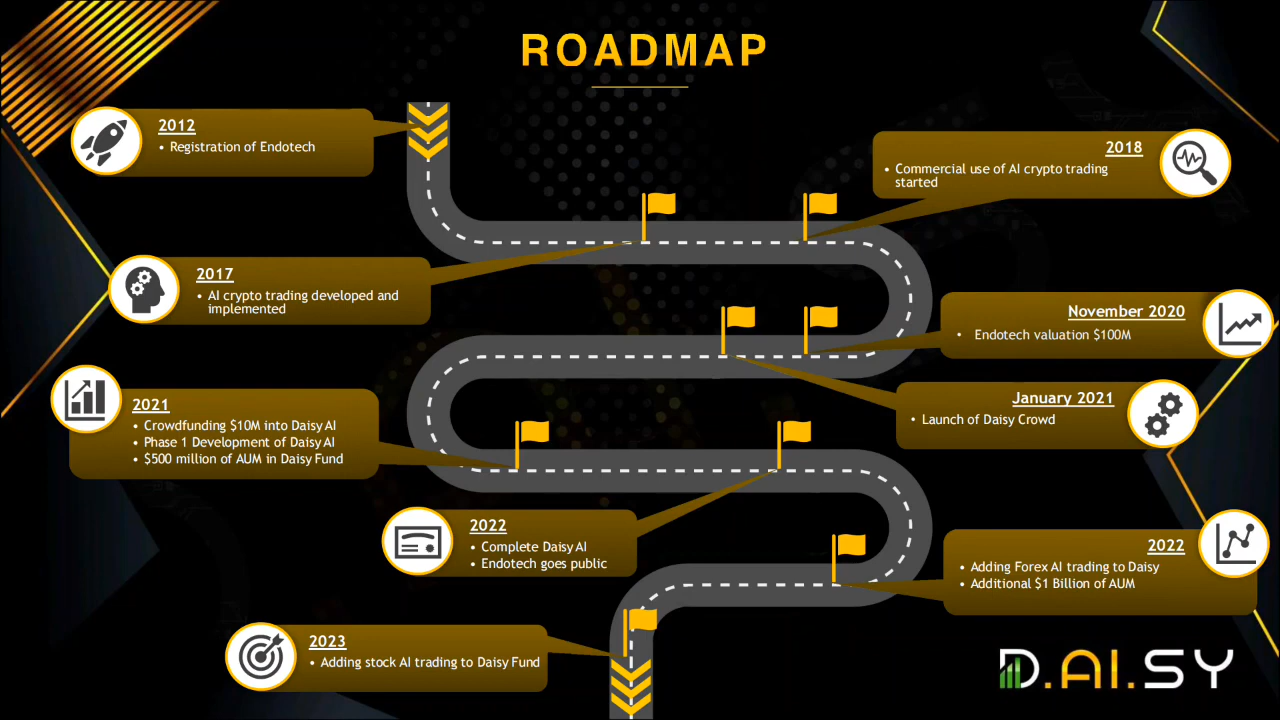 ROADMAP
2012
• Registration of Endotech
2018
• Commercial use of AI crypto trading
started
2017
• AI crypto trading developed and
implemented
November 2020
• Endotech valuation $100M
January 2021
• Launch of Daisy Crowd
2021
• Crowdfunding $10M into Daisy AI
• Phase 1 Development of Daisy AI
• $500 million of AUM in Daisy Fund
2022
• Complete Daisy AI
• Endotech goes public
2022
• Adding Forex AI trading to Daisy
• Additional $1 Billion of AUM
2023
• Adding stock AI trading to Daisy Fund
D.AI.SY